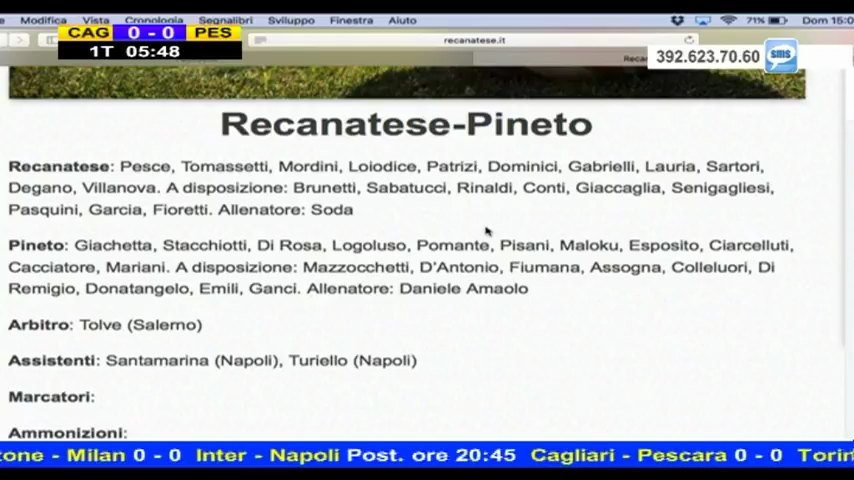 Modifica Vista Cronologia Segnalibri Sviluppo Finestra Aiuto 71% Dom 15:0
CAG 0 - 0 PES
1T 05:48
recanatese.it
392.623.70.60 sms
Recanatese-Pineto
Recanatese: Pesce, Tomassetti, Mordini, Loiodice, Patrizi, Dominici, Gabrielli, Lauria, Sartori,
Degano, Villanova. A disposizione: Brunetti, Sabatucci, Rinaldi, Conti, Giaccaglia, Senigagliesi,
Pasquini, Garcia, Fioretti. Allenatore: Soda
Pineto: Giachetta, Stacchiotti, Di Rosa, Logoluso, Pomante, Pisani, Maloku, Esposito, Ciarcelluti,
Cacciatore, Mariani. A disposizione: Mazzocchetti, D'Antonio, Fiumana, Assogna, Colleluori, Di
Remigio, Donatangelo, Emili, Ganci. Allenatore: Daniele Amaolo
Arbitro: Tolve (Salerno)
Assistenti: Santamarina (Napoli), Turiello (Napoli)
Marcatori:
Ammonizioni:
tone - Milan 0 - 0 Inter - Napoli Post. ore 20:45 Cagliari - Pescara 0 - 0 Torin